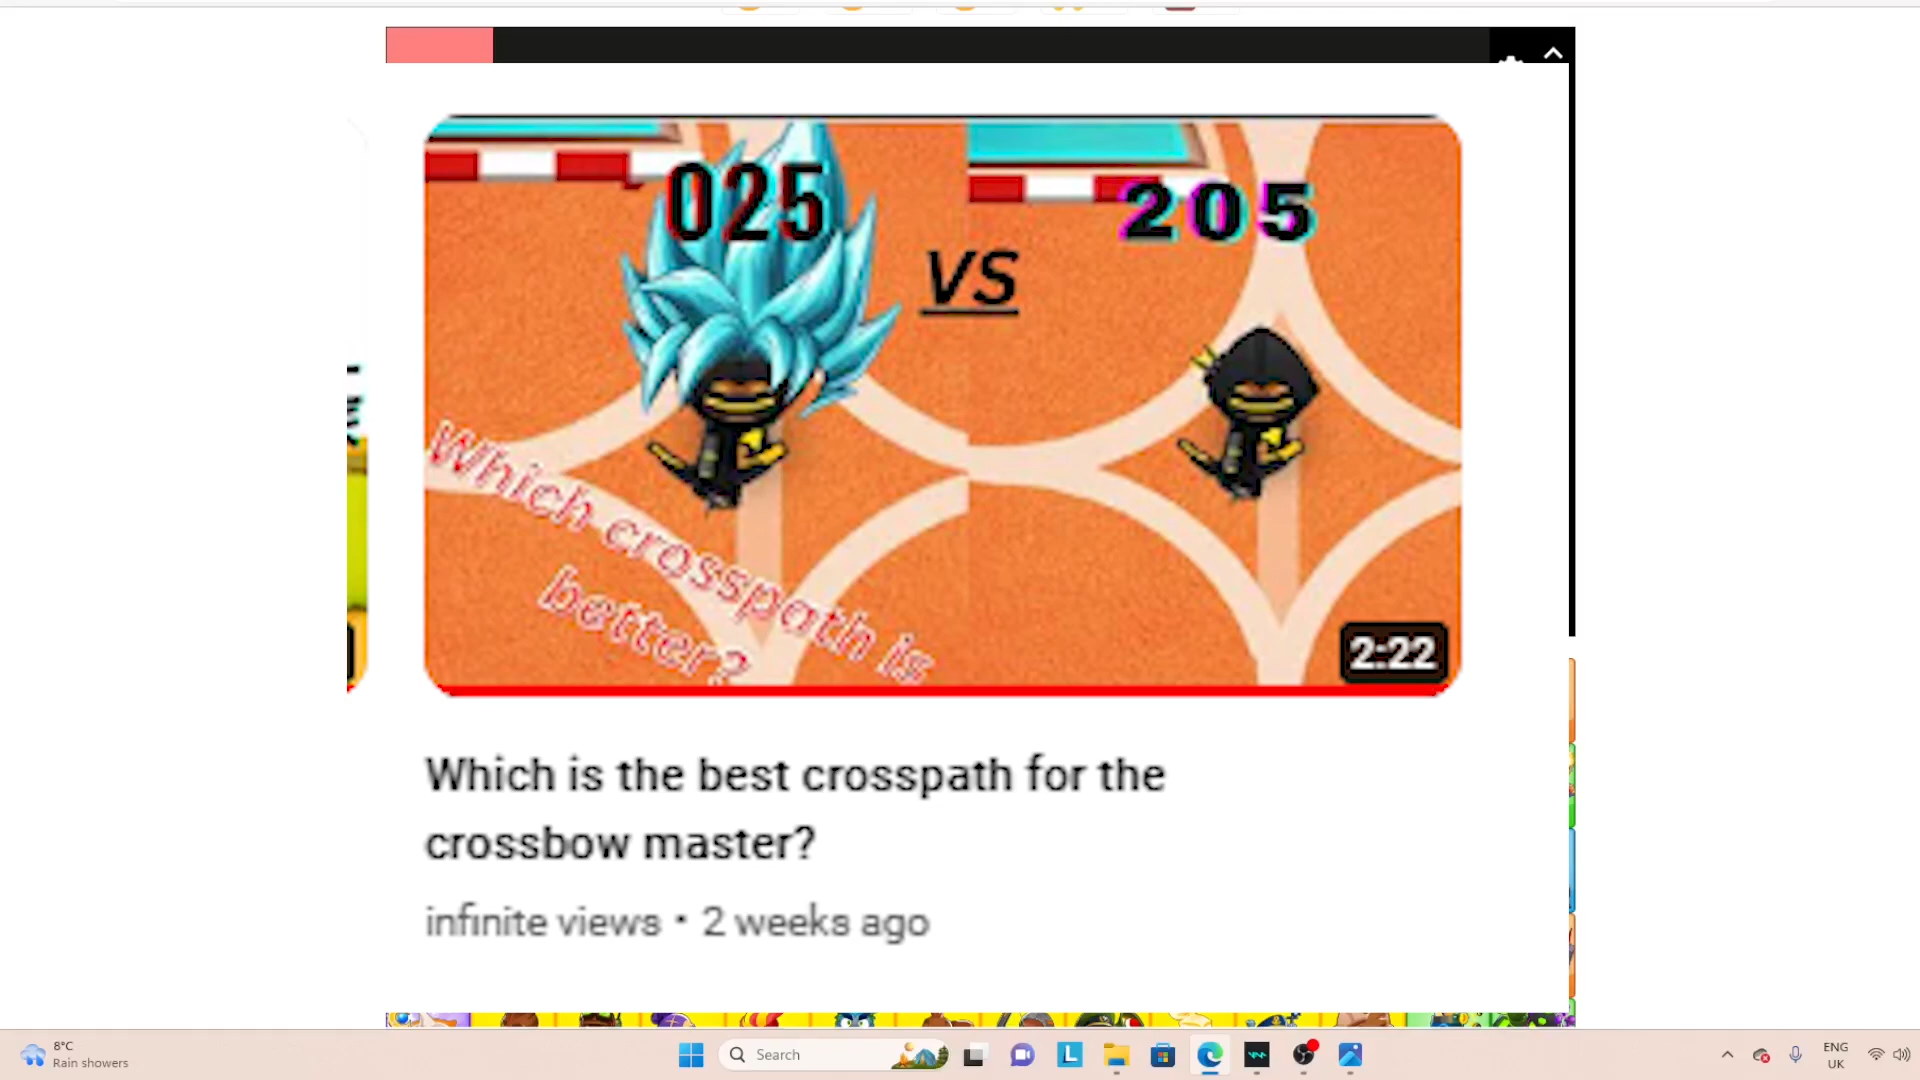 025
205
VS
Which crosspath is
better?
2:22
Which is the best crosspath for the
crossbow master?
infinite views • 2 weeks ago
8°C
Rain showers
Search
L
ENG
UK